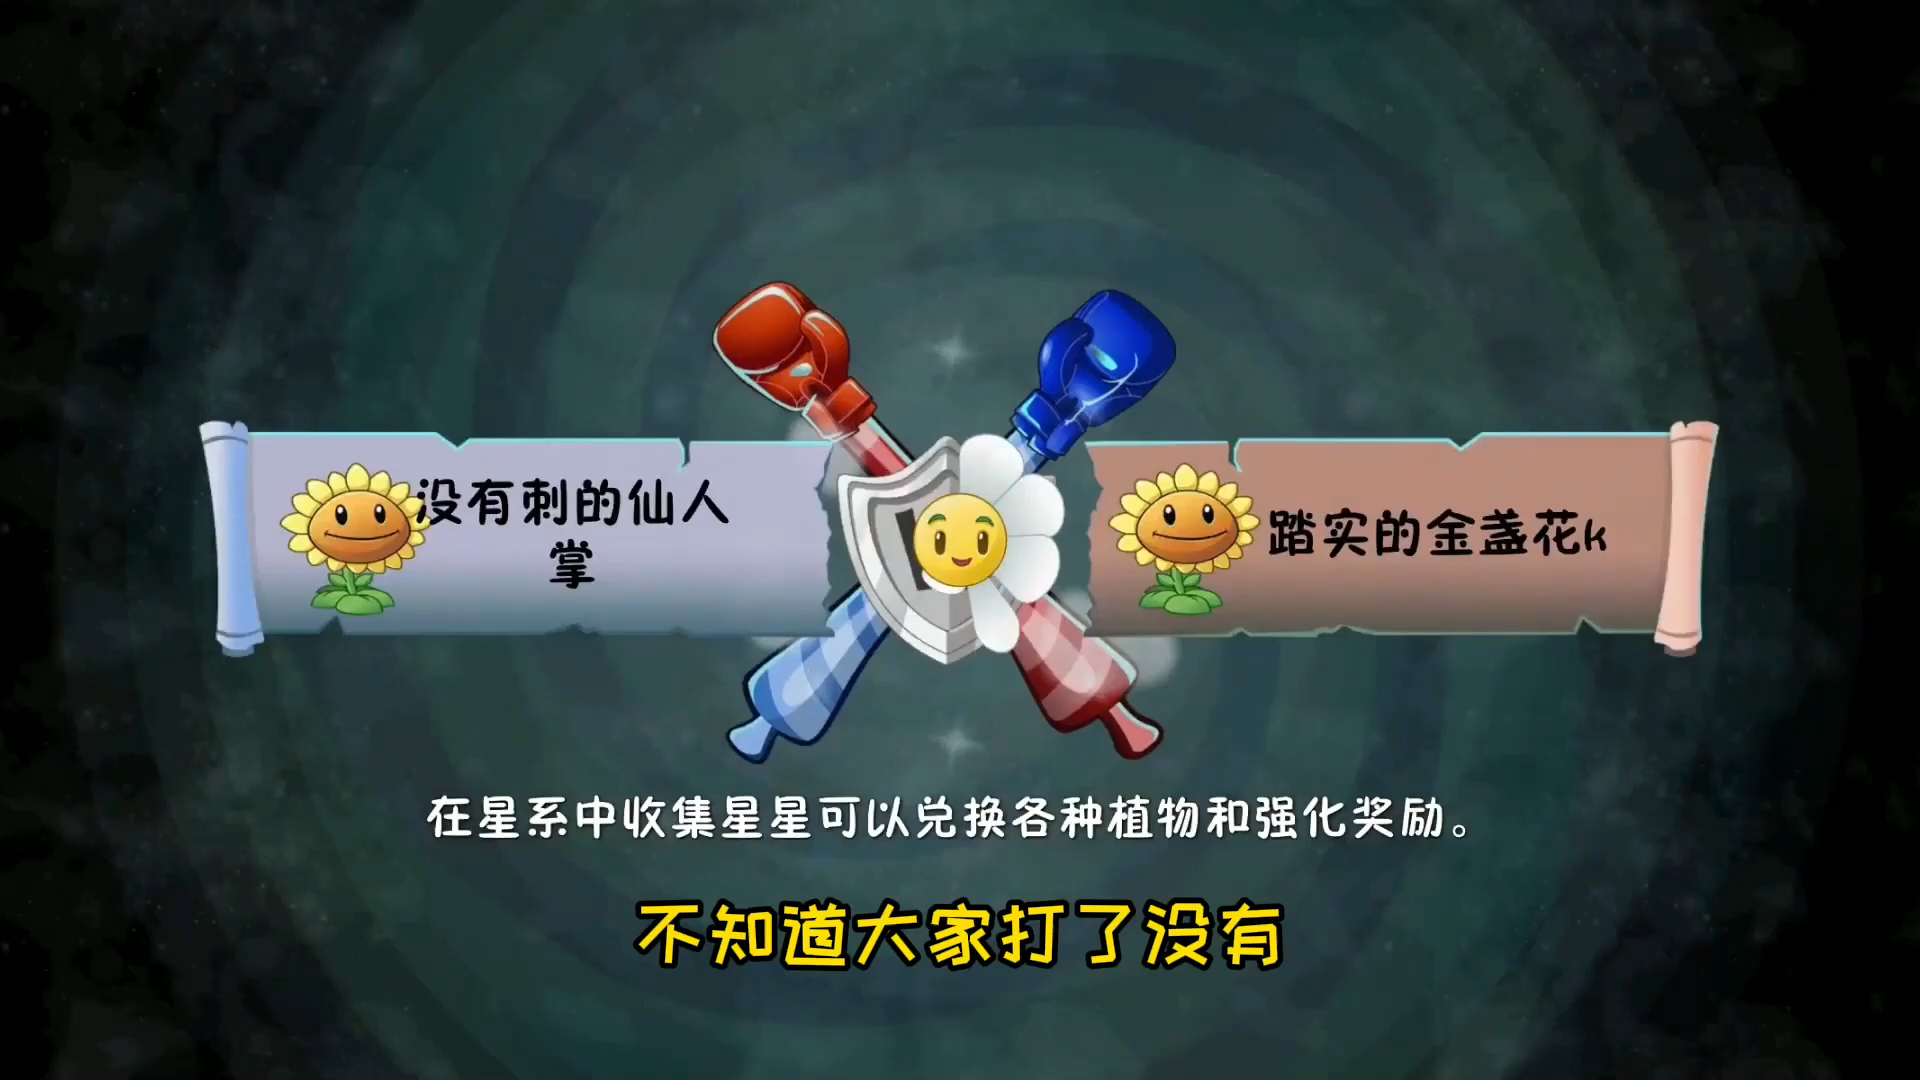 没有刺的仙人
掌
踏实的金盏花k
在星系中收集星星可以兑换各种植物和强化奖励。
不知道大家打了没有